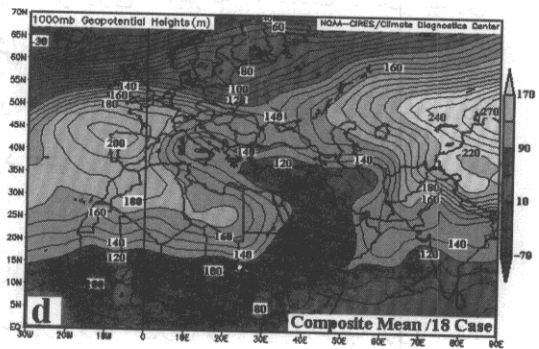 70N
1000mb Geopotential Heights (m)
NOAA-CIRES/Climate Diagnostics Center
65N
60N
55N
50N
45N
40N
35N
30N
25N
20N
15N
10N
5N
EQ
60
80
100
120
140
160
180
200
180
160
140
120
160
140
140
120
140
160
240
270
220
180
160
140
120
80
170
90
10
-70
d
Composite Mean /18 Case
30W
20W
10W
0E
10E
20E
30E
40E
50E
60E
70E
80E
90E